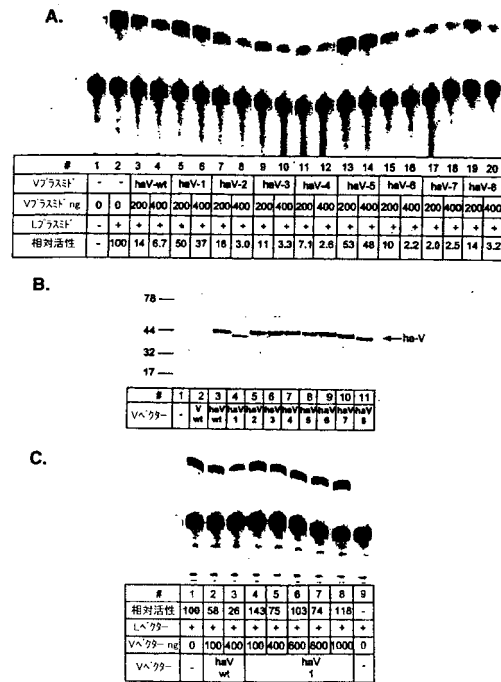 A.
# 1 2 3 4 5 6 7 8 9 10 11 12 13 14 15 16 17 18 19 20
Vプラスミド - - haV-wt haV-1 haV-2 haV-3 haV-4 haV-5 haV-6 haV-7 haV-8
Vプラスミド ng 0 0 200 400 200 400 200 400 200 400 200 400 200 400 200 400 200 400 200 400
Lプラスミド - + + + + + + + + + + + + + + + + + + +
相対活性 - 100 14 6.7 50 37 16 3.0 11 3.3 7.1 2.6 53 48 10 2.2 2.9 2.5 14 3.2
B.
78
44
32
17
ha-V
# 1 2 3 4 5 6 7 8 9 10 11
Vベクター - V wt haV wt haV 1 haV 2 haV 3 haV 4 haV haV 6 haV 7 haV 8
C.
# 1 2 3 4 5 6 7 8 9
相対活性 100 58 26 143 75 103 74 118 -
Lベクター + + + + + + + + +
Vベクター ng 0 100 400 100 400 600 800 1000 0
Vベクター - haV wt haV 1 -